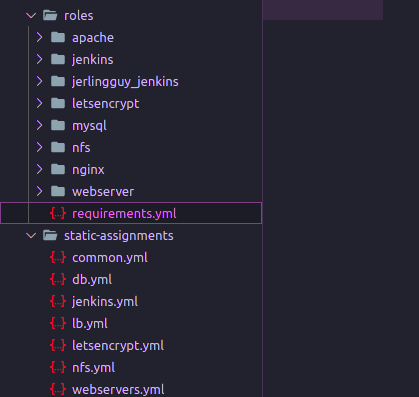 roles
apache
jenkins
jerlingguy_jenkins
letsencrypt
mysql
nfs
nginx
webserver
{..} requirements.yml
static-assignments
{..} common.yml
{..} db.yml
{..} jenkins.yml
{..} lb.yml
{..} letsencrypt.yml
{..} nfs.yml
{..} webservers.yml